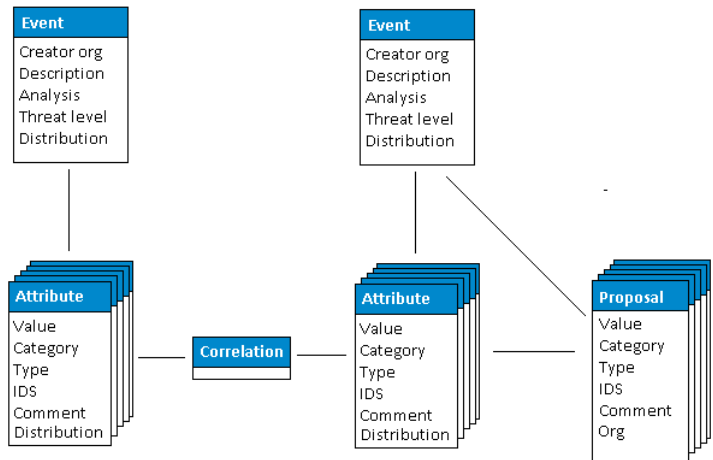 Event
Creator org
Description
Analysis
Threat level
Distribution
Event
Creator org
Description
Analysis
Threat level
Distribution
Attribute
Value
Category
Type
IDS
Comment
Distribution
Correlation
Attribute
Value
Category
Type
IDS
Comment
Distribution
Proposal
Value
Category
Type
IDS
Comment
Org